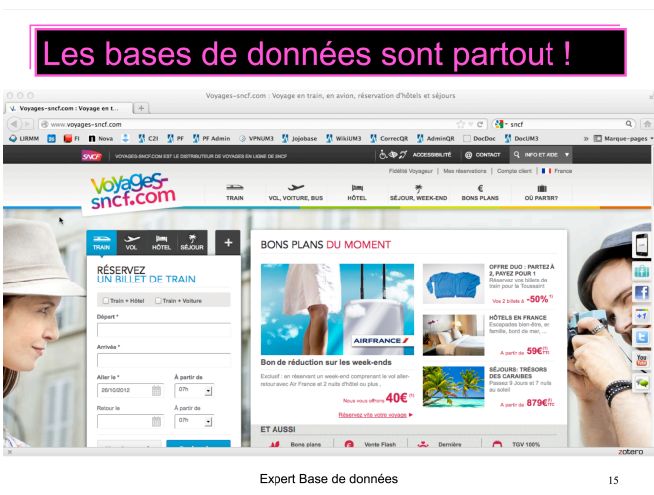 Les bases de données sont partout !
Voyages-sncf.com : Voyage en train, en avion, réservation d'hôtels et séjours
Voyages-sncf.com : Voyage en t...
www.voyages-sncf.com
sncf
LIRMM
FI
Nova
C2I
PF
PF Admin
VPNUM3
Jojobase
WikiUM3
CorrecQR
AdminQR
DocDoc
DocUM3
Marque-pages
SNCF
VOYAGES-SNCF.COM EST LE DISTRIBUTEUR DE VOYAGES EN LIGNE DE SNCF
ACCESSIBILITÉ
CONTACT
INFO ET AIDE
Fidélité Voyageur | Mes réservations | Compte client | France
Voyages-
sncf.com
TRAIN
VOL, VOITURE, BUS
HÔTEL
SÉJOUR, WEEK-END
BONS PLANS
OÙ PARTIR?
TRAIN
VOL
HÔTEL
SÉJOUR
+
RÉSERVEZ
UN BILLET DE TRAIN
Train + Hôtel
Train + Voiture
Départ *
Arrivée *
Aller le *
À partir de
26/10/2012
07h
Retour le
À partir de
07h
BONS PLANS DU MOMENT
AIRFRANCE
Bon de réduction sur les week-ends
Exclusif : en réservant un week-end comprenant le vol aller-
retour avec Air France et 2 nuits d'hôtel ou plus ,
Nous vous offrons 40€ (1)
Réservez vite votre voyage
OFFRE DUO : PARTEZ À
2, PAYEZ POUR 1
Réservez vos billets de
train pour la Toussaint
Vos 2 billets à -50% (1)
HÔTELS EN FRANCE
Escapades bien-être, en
famille, bord de mer, ...
A partir de 59€
SÉJOURS: TRÉSORS
DES CARAIBES
Passez 9 Jours et 7 nuits
au soleil
A partir de 879€
ET AUSSI
Bons plans
Vente Flash
Dernière
TGV 100%
+1
You
zotero
Expert Base de données
15